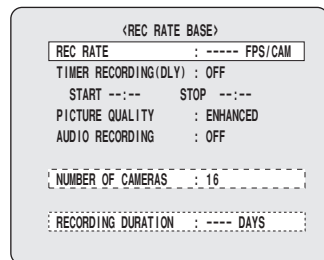 <REC RATE BASE>
REC RATE : ----- FPS/CAM
TIMER RECORDING(DLY) : OFF
START --:-- STOP --:--
PICTURE QUALITY : ENHANCED
AUDIO RECORDING : OFF
NUMBER OF CAMERAS : 16
RECORDING DURATION : ---- DAYS